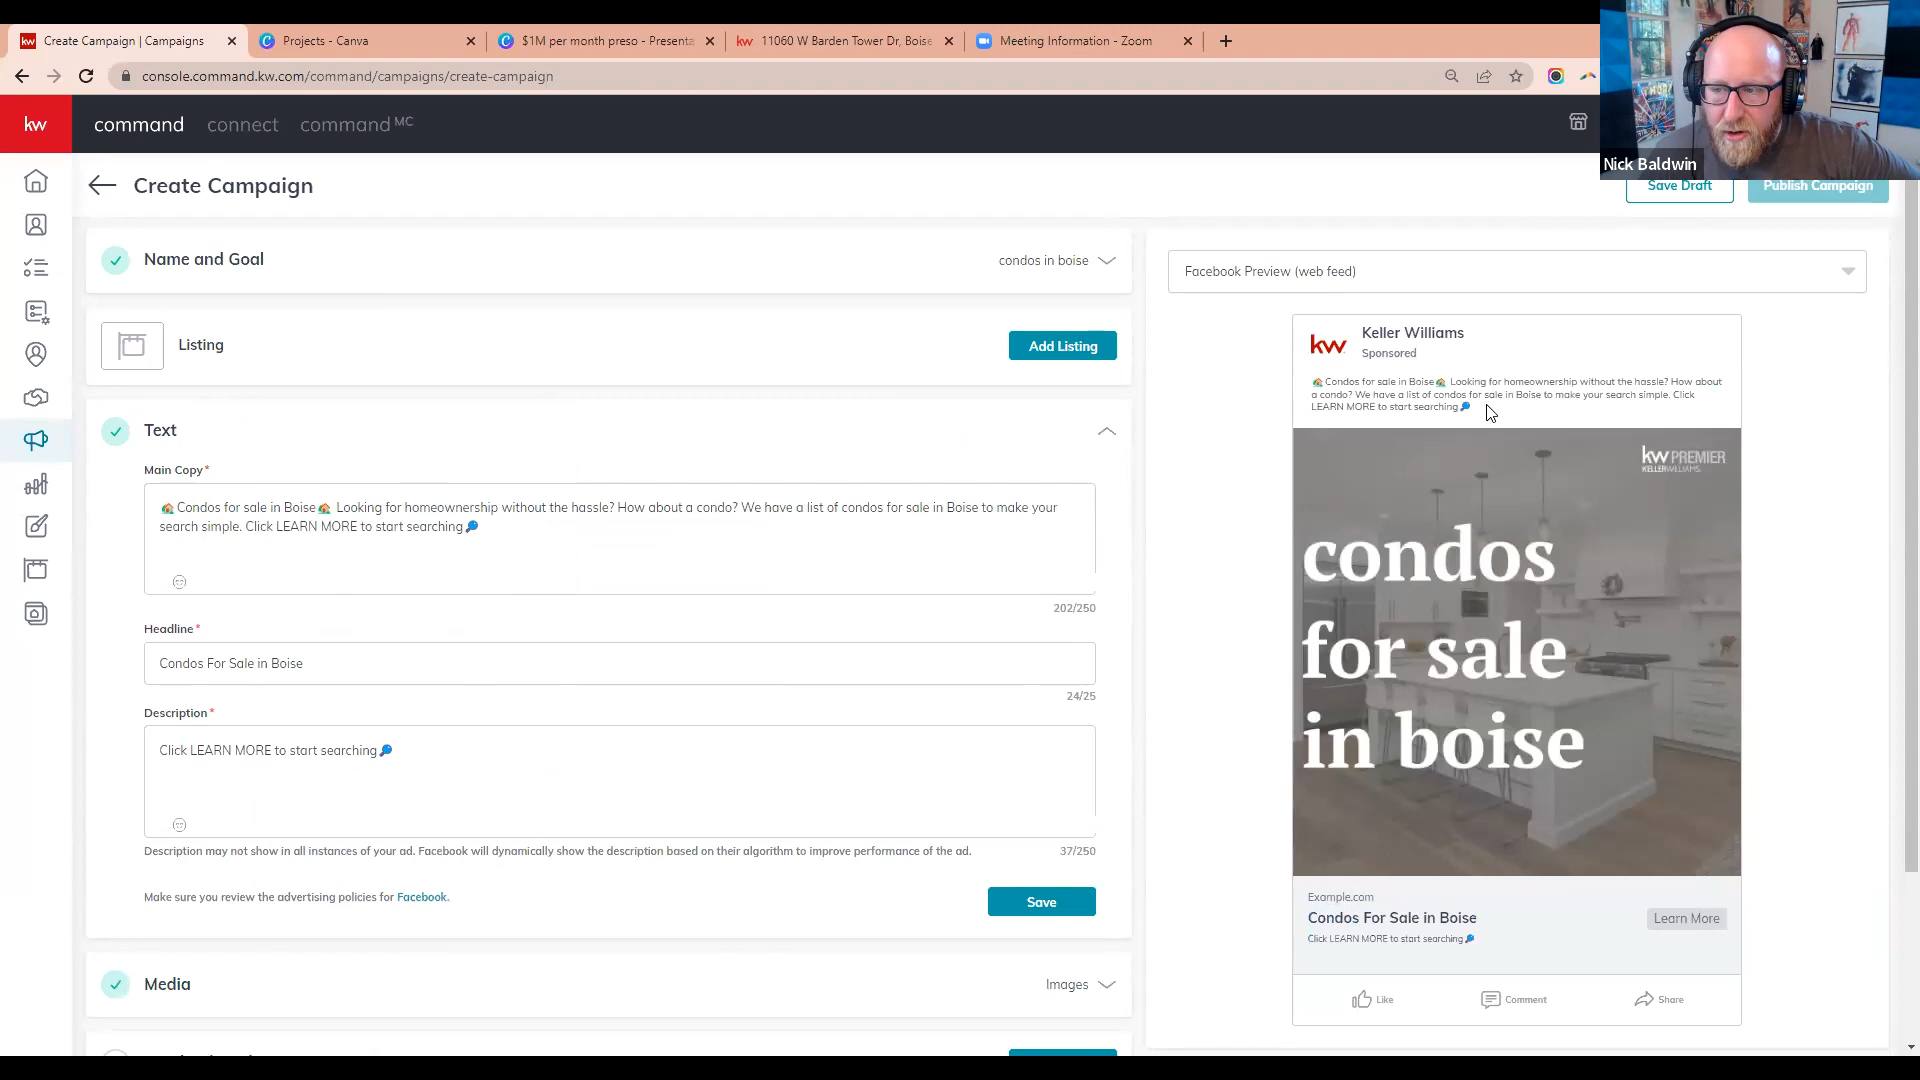 kw Create Campaign | Campaigns
Projects - Canva
$1M per month preso - Presenta
kw 11060 W Barden Tower Dr, Boise
Meeting Information - Zoom
console.command.kw.com/command/campaigns/create-campaign
kw command connect command MC
Nick Baldwin
Create Campaign
Save Draft
Publish Campaign
Name and Goal
condos in boise
Listing
Add Listing
Text
Main Copy*
🏠Condos for sale in Boise🏠 Looking for homeownership without the hassle? How about a condo? We have a list of condos for sale in Boise to make your
search simple. Click LEARN MORE to start searching🔎
202/250
Headline*
Condos For Sale in Boise
24/25
Description*
Click LEARN MORE to start searching🔎
Description may not show in all instances of your ad. Facebook will dynamically show the description based on their algorithm to improve performance of the ad.
37/250
Make sure you review the advertising policies for Facebook.
Save
Media
Images
Facebook Preview (web feed)
kw Keller Williams
Sponsored
🏠Condos for sale in Boise🏠 Looking for homeownership without the hassle? How about
a condo? We have a list of condos for sale in Boise to make your search simple. Click
LEARN MORE to start searching🔎
kw PREMIER
KELLERWILLIAMS.
condos
for sale
in boise
Example.com
Condos For Sale in Boise
Learn More
Click LEARN MORE to start searching🔎
Like
Comment
Share